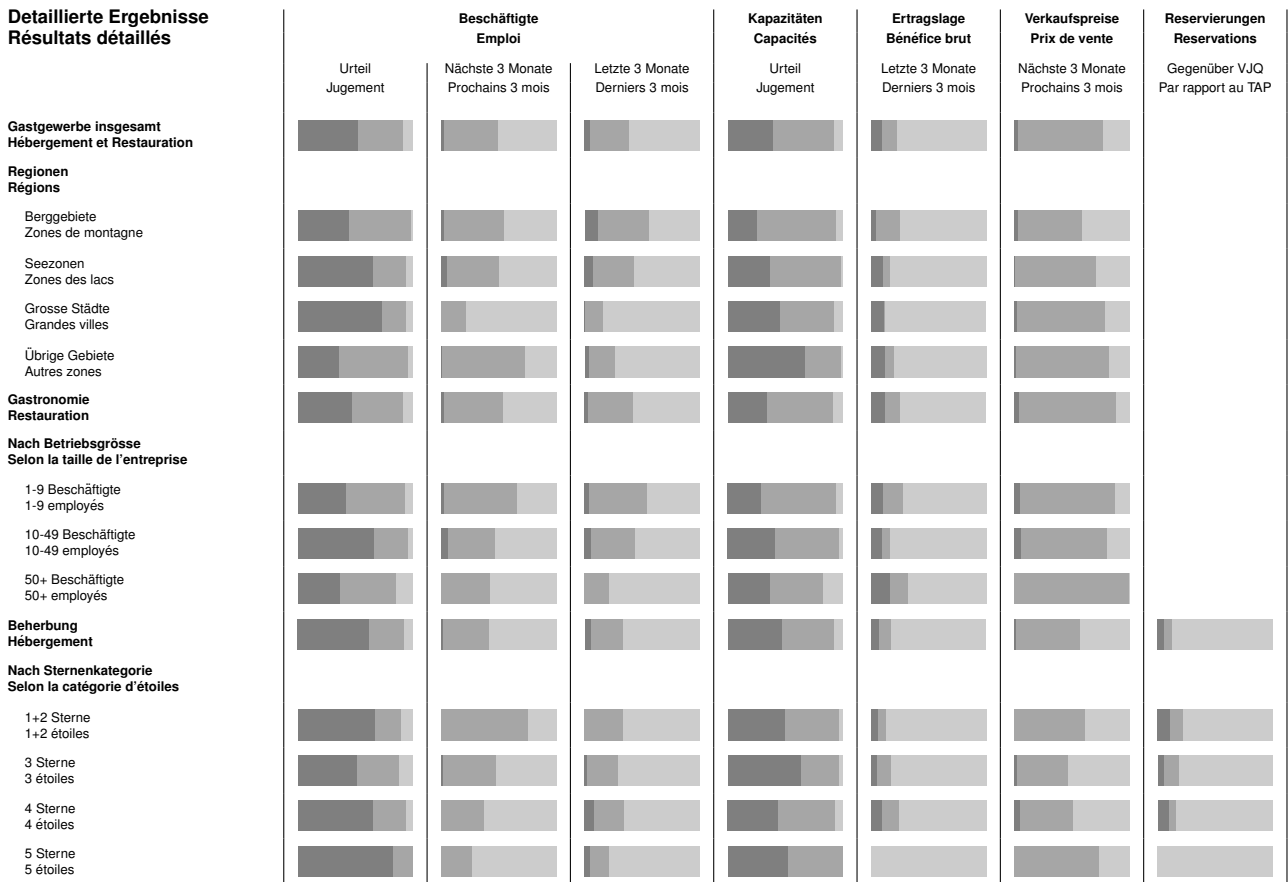 Detaillierte Ergebnisse
Résultats détaillés
Beschäftigte
Emploi
Kapazitäten
Capacités
Ertragslage
Bénéfice brut
Verkaufspreise
Prix de vente
Reservierungen
Reservations
Urteil
Jugement
Nächste 3 Monate
Prochains 3 mois
Letzte 3 Monate
Derniers 3 mois
Urteil
Jugement
Letzte 3 Monate
Derniers 3 mois
Nächste 3 Monate
Prochains 3 mois
Gegenüber VJQ
Par rapport au TAP
Gastgewerbe insgesamt
Hébergement et Restauration
Regionen
Régions
Berggebiete
Zones de montagne
Seezonen
Zones des lacs
Grosse Städte
Grandes villes
Übrige Gebiete
Autres zones
Gastronomie
Restauration
Nach Betriebsgrösse
Selon la taille de l'entreprise
1-9 Beschäftigte
1-9 employés
10-49 Beschäftigte
10-49 employés
50+ Beschäftigte
50+ employés
Beherbung
Hébergement
Nach Sternenkategorie
Selon la catégorie d'étoiles
1+2 Sterne
1+2 étoiles
3 Sterne
3 étoiles
4 Sterne
4 étoiles
5 Sterne
5 étoiles